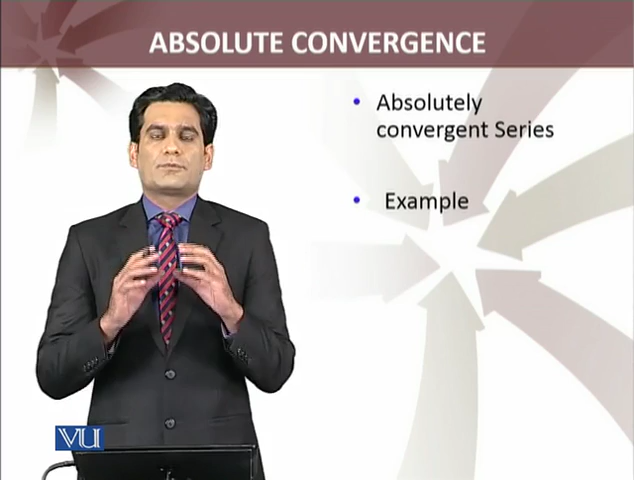 ABSOLUTE CONVERGENCE
• Absolutely
convergent Series
• Example
VU